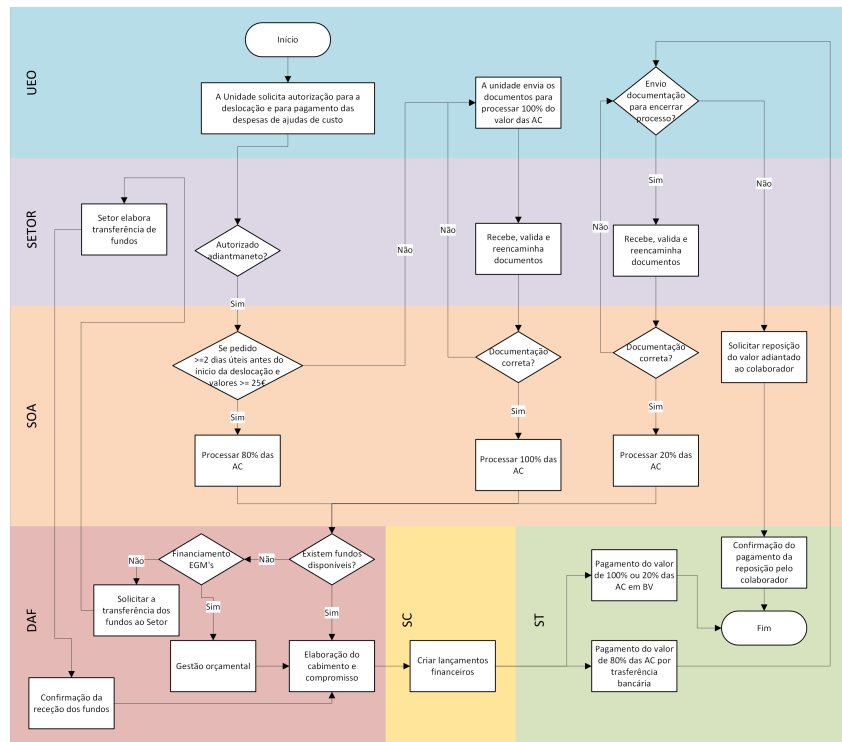 UEO
Início
A Unidade solicita autorização para a
deslocação e para pagamento das
despesas de ajudas de custo
A unidade envia os
documentos para
processar 100% do
valor das AC
Envio
documentação
para encerrar
processo?
SETOR
Setor elabora
transferência de
fundos
Autorizado
adiantmaneto?
Não
Não
Recebe, valida e
reencaminha
documentos
Não
Sim
Recebe, valida e
reencaminha
documentos
Não
Sim
SOA
Se pedido
>=2 dias úteis antes do
inicio da deslocação e
valores >= 25€
Documentação
correta?
Documentação
correta?
Solicitar reposição
do valor adiantado
ao colaborador
Sim
Sim
Sim
Processar 80% das
AC
Processar 100% das
AC
Processar 20% das
AC
DAF
Não
Financiamento
EGM's
Não
Existem fundos
disponíveis?
Solicitar a
transferência dos
fundos ao Setor
Sim
Sim
Gestão orçamental
Elaboração do
cabimento e
compromisso
Confirmação da
receção dos fundos
SC
Criar lançamentos
financeiros
ST
Pagamento do valor
de 100% ou 20% das
AC em BV
Pagamento do valor
de 80% das AC por
trasferência
bancária
Confirmação do
pagamento da
reposição pelo
colaborador
Fim